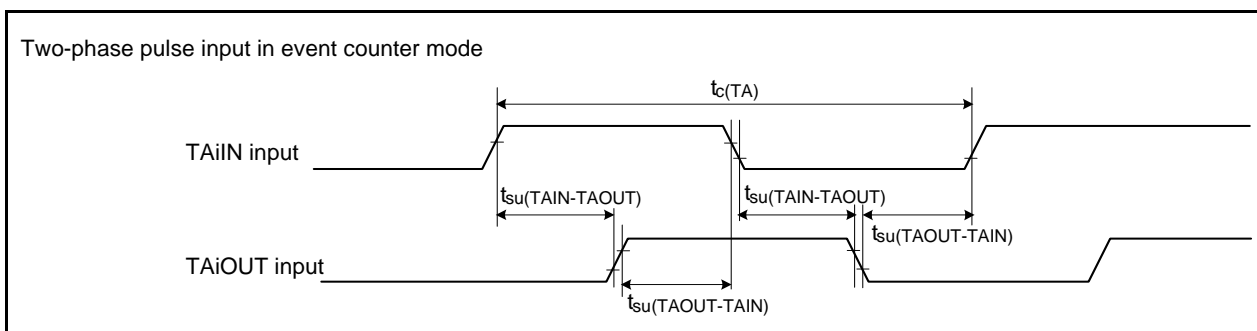 Two-phase pulse input in event counter mode
tc(TA)
TAiIN input
tsu(TAIN-TAOUT)
tsu(TAIN-TAOUT)
tsu(TAOUT-TAIN)
TAiOUT input
tsu(TAOUT-TAIN)